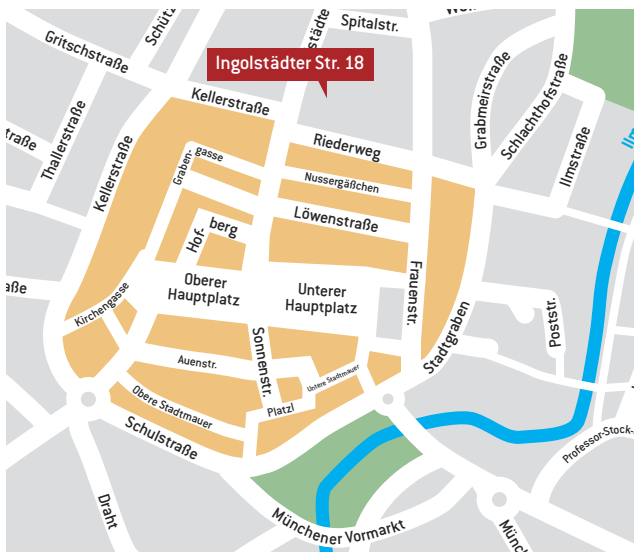 Spitalstr.
Gritschstraße
Ingolstädter Str. 18
Kellerstraße
Grabmeirstraße
Schlachthofstraße
Thallerstraße
Ilmstraße
Riederweg
Kellerstraße
Graben-
gasse
Nussergäßchen
Löwenstraße
Hof-
berg
Oberer
Hauptplatz
Unterer
Hauptplatz
Frauenstr.
Kirchengasse
Stadtgraben
Poststr.
Sonnenstr.
Auenstr.
Untere Stadtmauer
Obere Stadtmauer
Platzl
Schulstraße
Professor-Stock-
Draht
Münchener Vormarkt